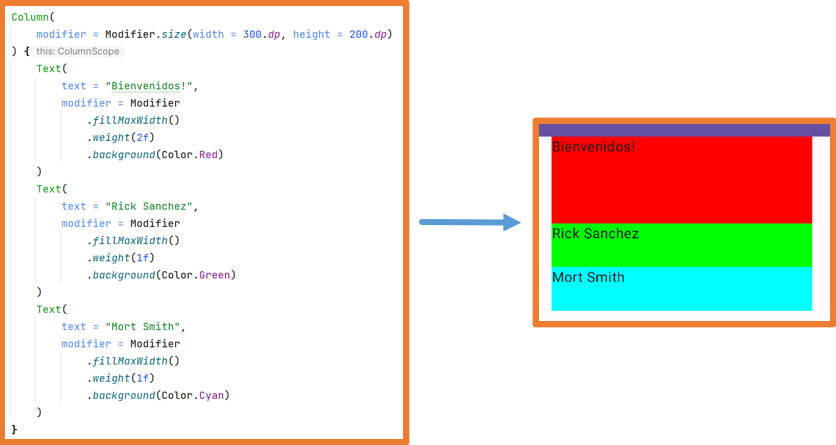 Column(
    modifier = Modifier.size(width = 300.dp, height = 200.dp)
) { this: ColumnScope
    Text(
        text = "Bienvenidos!",
        modifier = Modifier
            .fillMaxWidth()
            .weight(2f)
            .background(Color.Red)
    )
    Text(
        text = "Rick Sanchez",
        modifier = Modifier
            .fillMaxWidth()
            .weight(1f)
            .background(Color.Green)
    )
    Text(
        text = "Mort Smith",
        modifier = Modifier
            .fillMaxWidth()
            .weight(1f)
            .background(Color.Cyan)
    )
}
Bienvenidos!
Rick Sanchez
Mort Smith